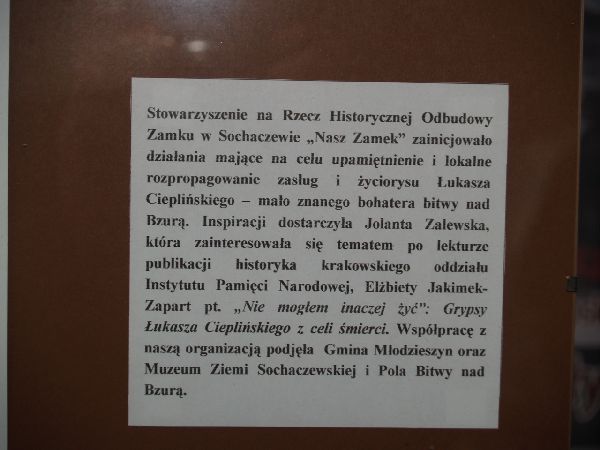 Stowarzyszenie na Rzecz Historycznej Odbudowy
Zamku w Sochaczewie „Nasz Zamek” zainicjowało
działania mające na celu upamiętnienie i lokalne
rozpropagowanie zasług i życiorysu Łukasza
Cieplińskiego – mało znanego bohatera bitwy nad
Bzurą. Inspiracji dostarczyła Jolanta Zalewska,
która zainteresowała się tematem po lekturze
publikacji historyka krakowskiego oddziału
Instytutu Pamięci Narodowej, Elżbiety Jakimek-
Zapart pt. „Nie mogłem inaczej żyć”: Grypsy
Łukasza Cieplińskiego z celi śmierci. Współpracę z
naszą organizacją podjęła Gmina Młodzieszyn oraz
Muzeum Ziemi Sochaczewskiej i Pola Bitwy nad
Bzurą.